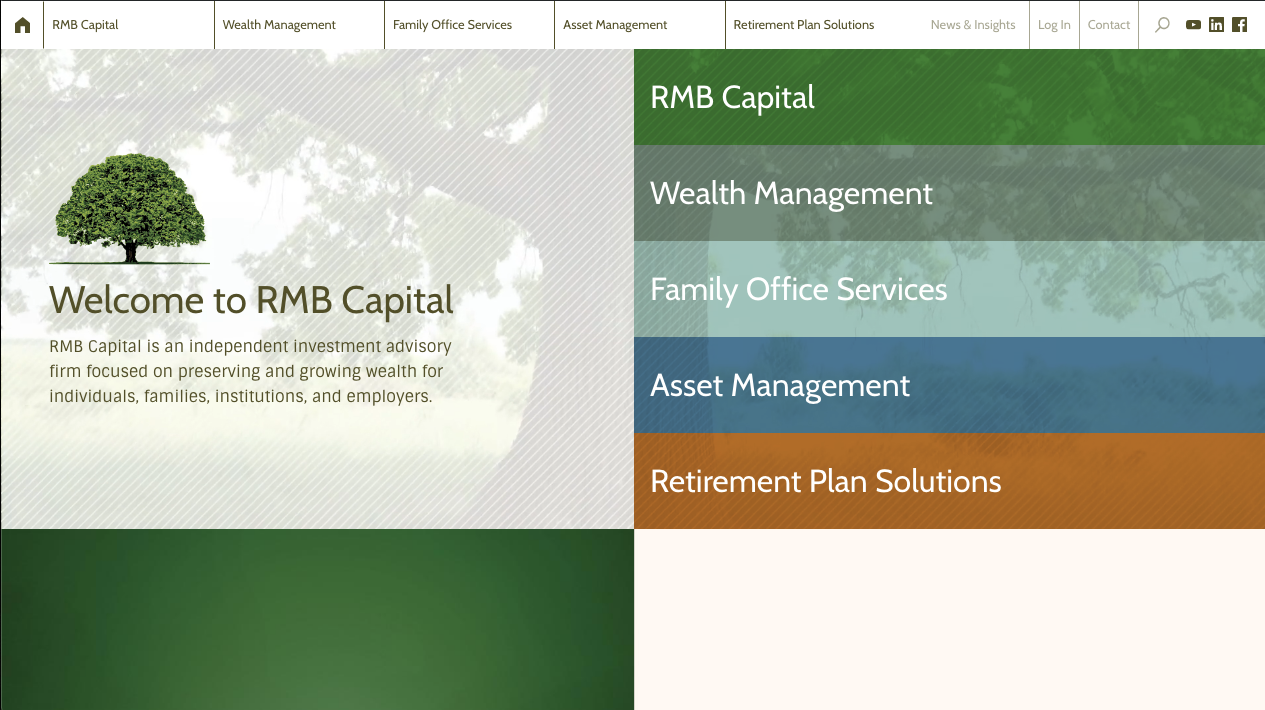 RMB Capital
Wealth Management
Family Office Services
Asset Management
Retirement Plan Solutions
News & Insights
Log In
Contact
Welcome to RMB Capital
RMB Capital is an independent investment advisory
firm focused on preserving and growing wealth for
individuals, families, institutions, and employers.
RMB Capital
Wealth Management
Family Office Services
Asset Management
Retirement Plan Solutions